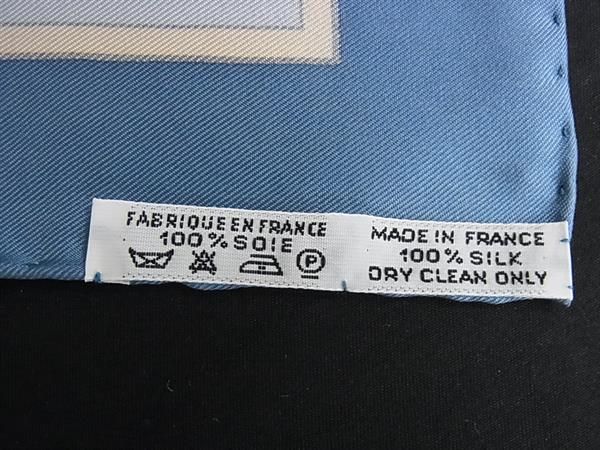 FABRIQUE EN FRANCE
100% SOIE
P
MADE IN FRANCE
100% SILK
DRY CLEAN ONLY